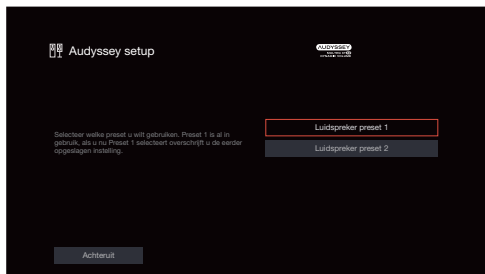 Audyssey setup
AUDYSSEY
Selecteer welke preset u wilt gebruiken. Preset 1 is al in
gebruik, als u nu Preset 1 selecteert overschrijft u de eerder
opgeslagen instelling.
Luidspreker preset 1
Luidspreker preset 2
Achteruit